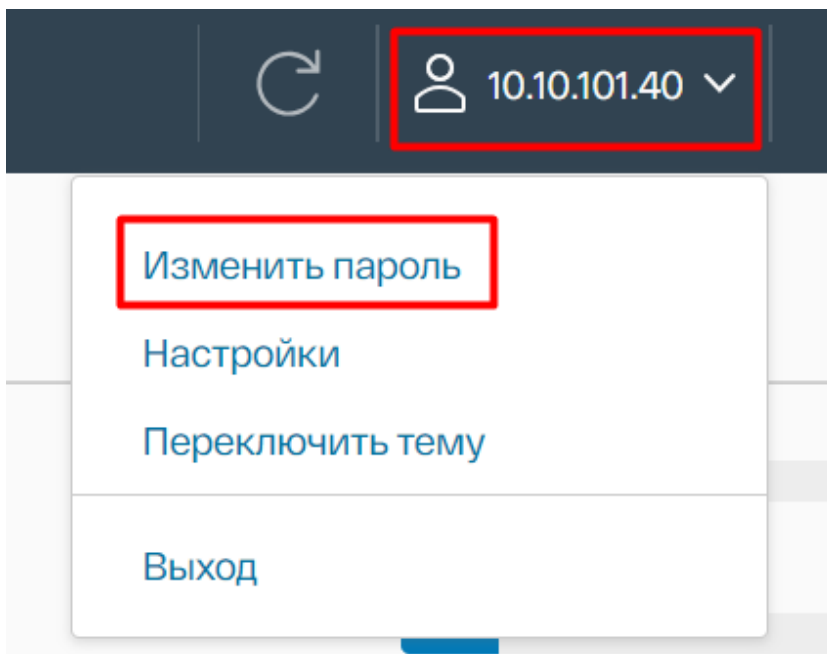 10.10.101.40
Изменить пароль
Настройки
Переключить тему
Выход